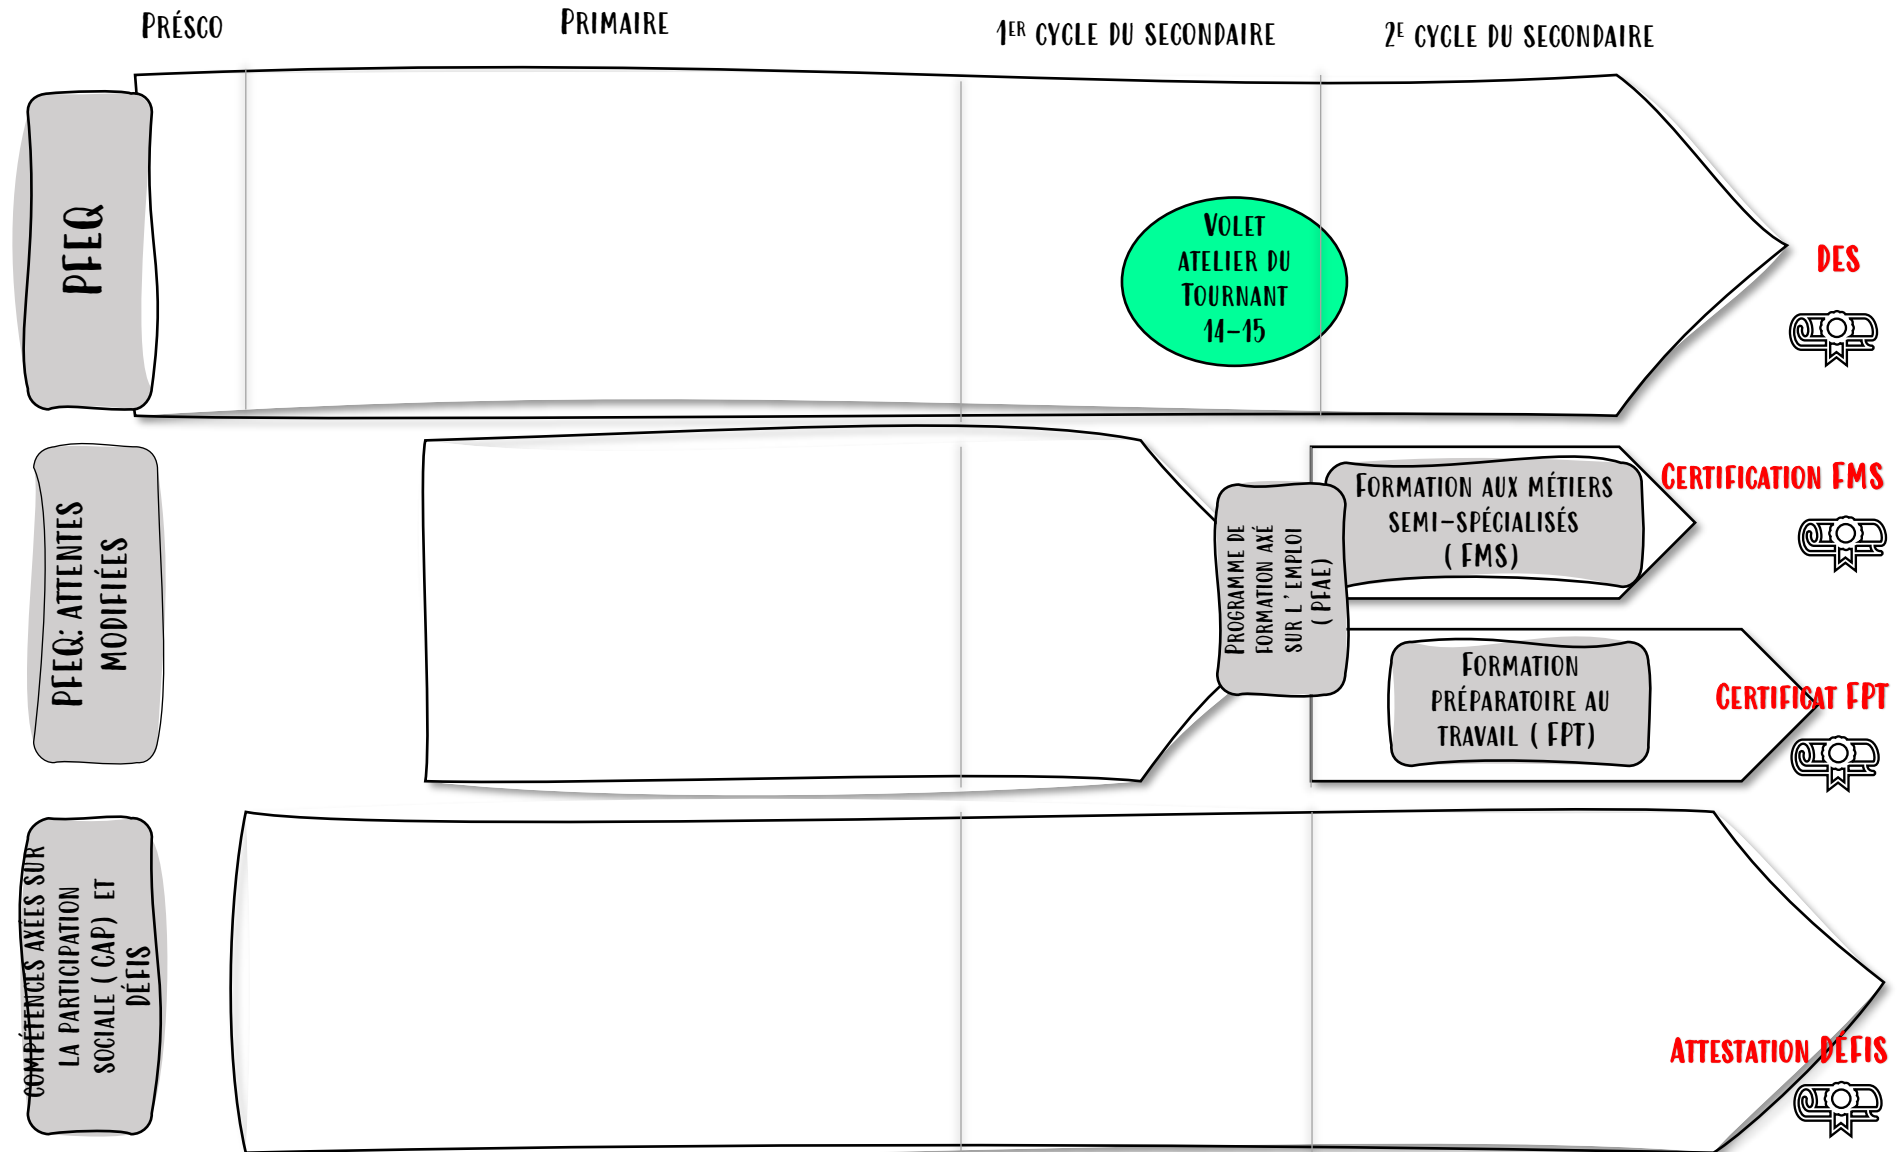 Présco
Primaire
1er cycle du secondaire
2e cycle du secondaire
PFEQ
Volet
atelier du
Tournant
14-15
DES
PFEQ: attentes
modifiées
Programme de
formation axé
sur l'emploi
(PFAE)
Formation aux métiers
semi-spécialisés
(FMS)
Certification FMS
Formation
préparatoire au
travail (FPT)
Certificat FPT
compétences axées sur
la participation
sociale (CAP) et
DÉFIS
Attestation DÉFIS